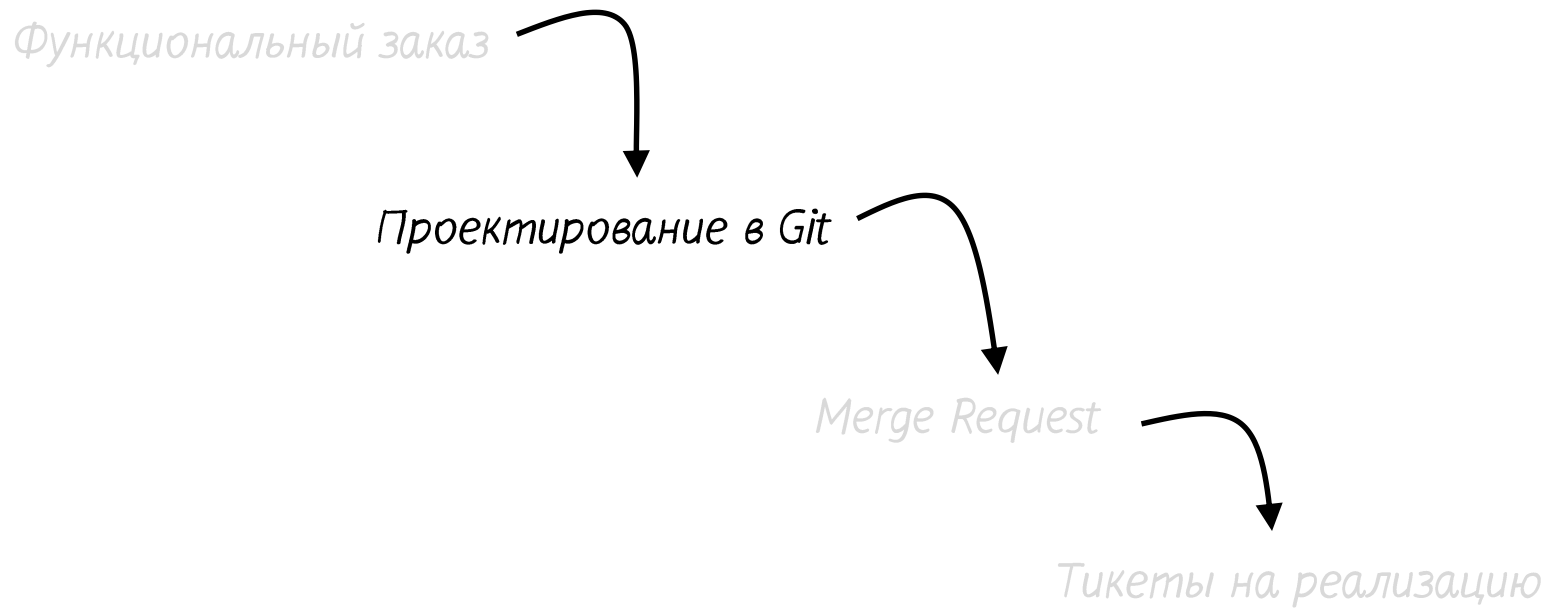 Функциональный заказ
Проектирование в Git
Merge Request
Тикеты на реализацию